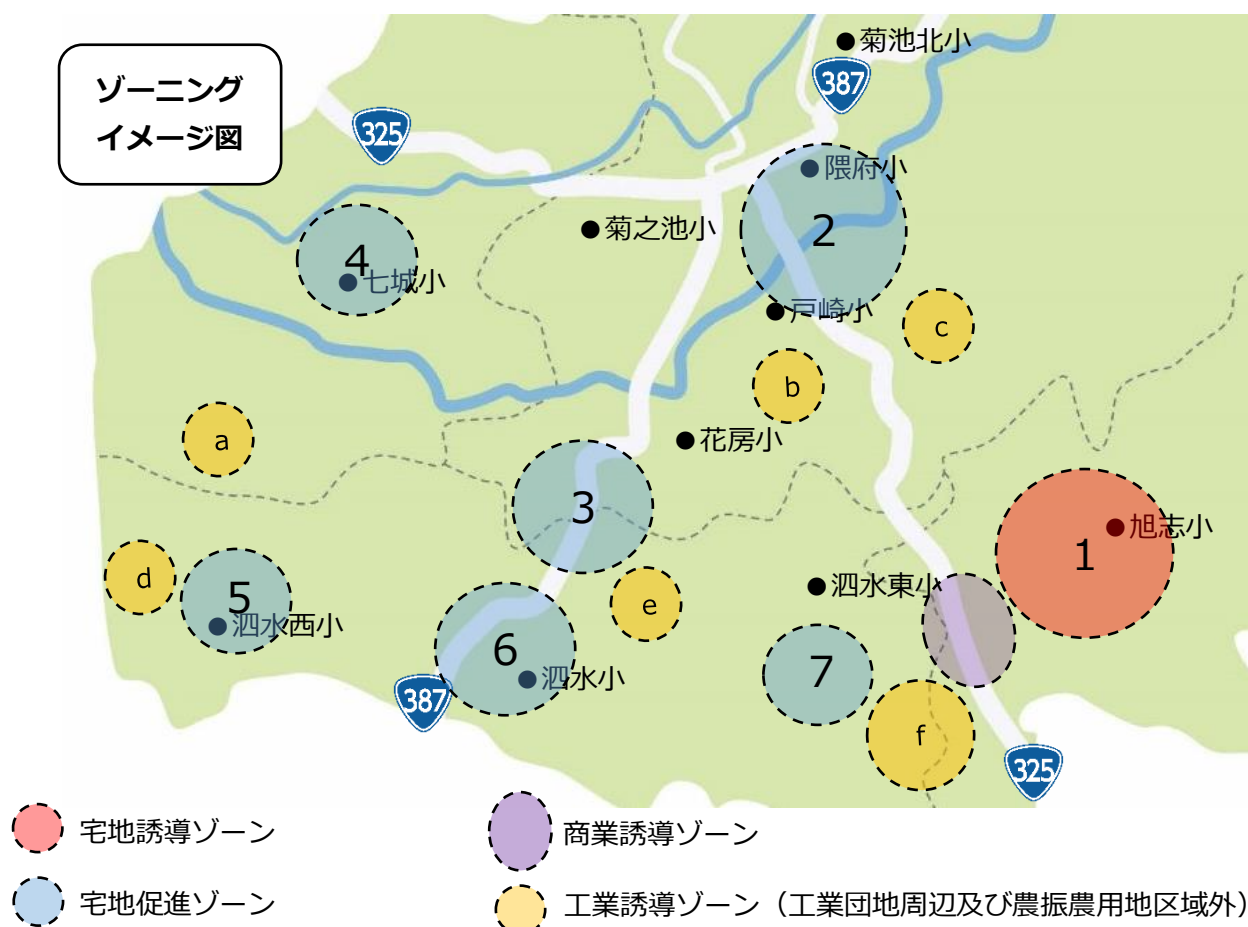 ゾーニング
イメージ図
菊池北小
387
325
隈府小
2
菊之池小
4
七城小
戸崎小
c
b
a
花房小
3
1
旭志小
d
5
泗水西小
e
泗水東小
6
泗水小
7
387
f
325
宅地誘導ゾーン
商業誘導ゾーン
宅地促進ゾーン
工業誘導ゾーン（工業団地周辺及び農振農用地区域外）